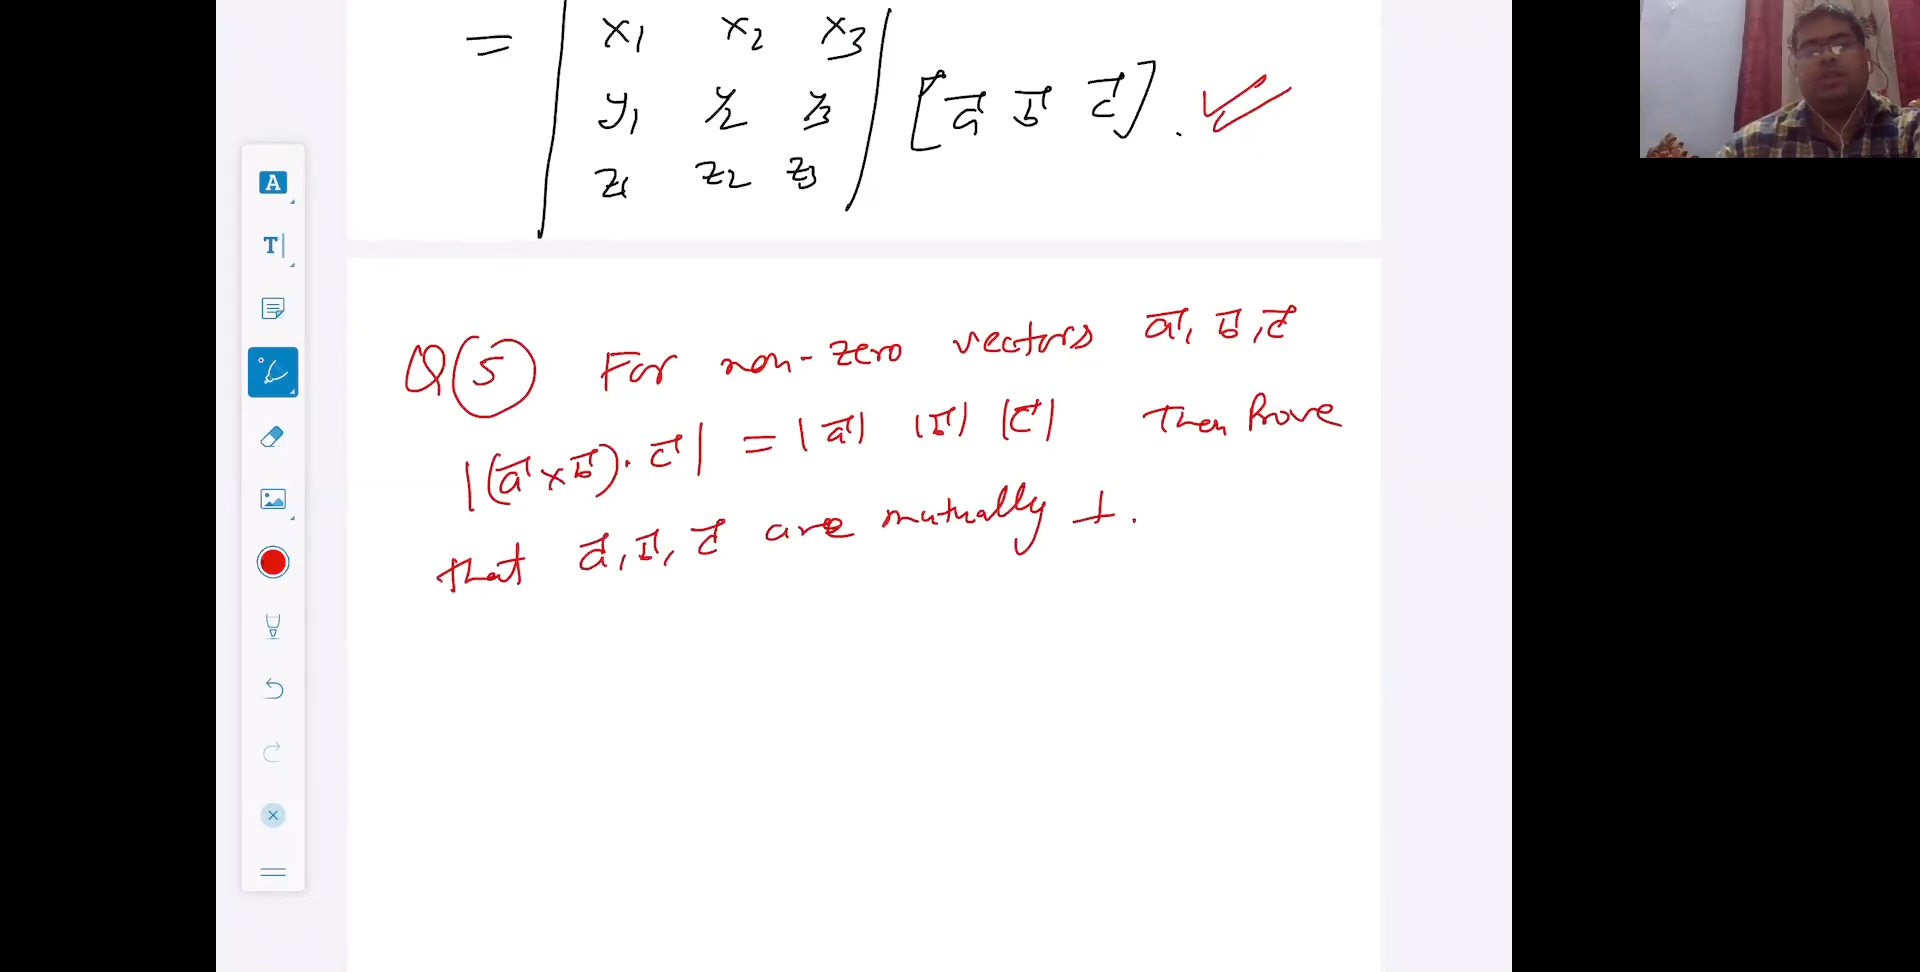 = | x1 x2 x3 |
| y1 y2 y3 | [a⃗ b⃗ c⃗].
| z1 z2 z3 |
Q(5) For non-zero vectors a⃗, b⃗, c⃗
|(a⃗ × b⃗). c⃗| = |a⃗| |b⃗| |c⃗| Then Prove
that a⃗, b⃗, c⃗ are mutually ⊥.
A
T